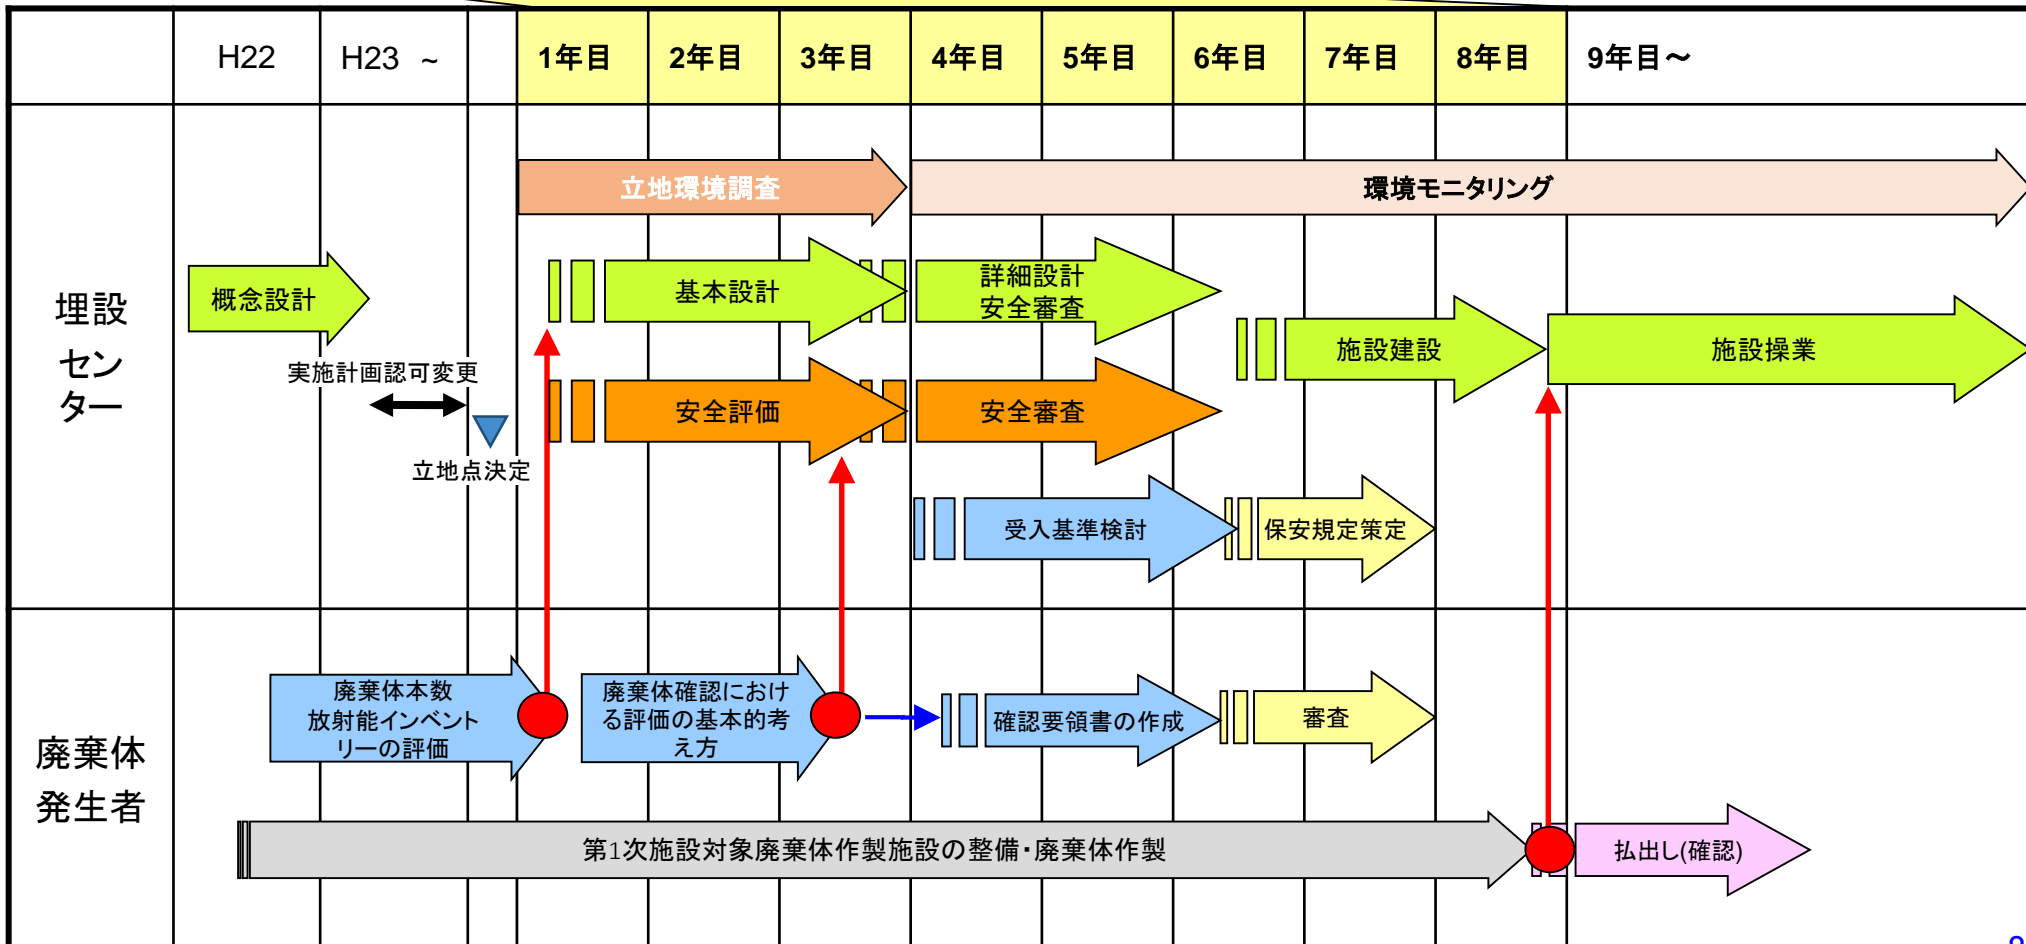 H22
H23 ~
1年目
2年目
3年目
4年目
5年目
6年目
7年目
8年目
9年目～
埋設
セン
ター
立地環境調査
環境モニタリング
概念設計
基本設計
詳細設計
安全審査
施設建設
施設操業
実施計画認可変更
立地点決定
安全評価
安全審査
受入基準検討
保安規定策定
廃棄体
発生者
廃棄体本数
放射能インベント
リーの評価
廃棄体確認におけ
る評価の基本的考
え方
確認要領書の作成
審査
第1次施設対象廃棄体作製施設の整備・廃棄体作製
払出し(確認)